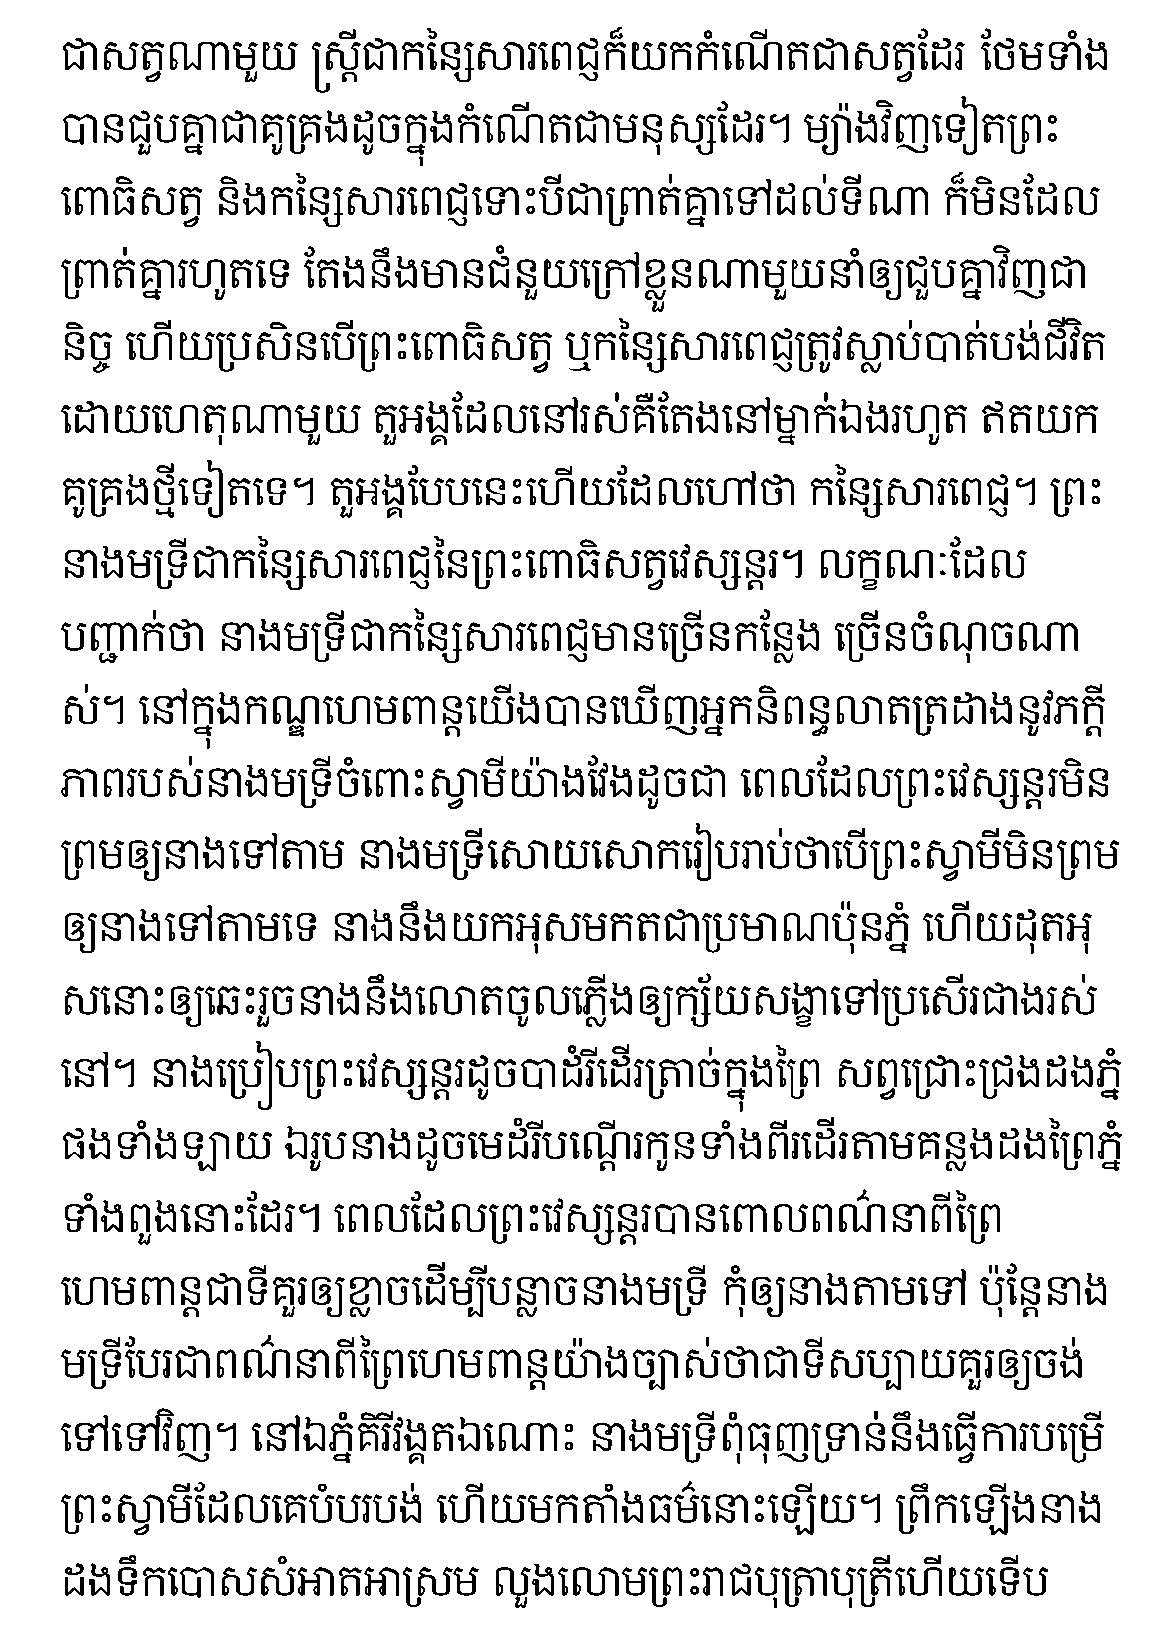 ជាសត្វណាមួយ ស្ត្រីជាកន្សៃសារពេជ្ញក៏យកកំណើតជាសត្វដែរ ថែមទាំង
បានជួបគ្នាជាគូគ្រងដូចក្នុងកំណើតជាមនុស្សដែរ។ ម្យ៉ាងវិញទៀតព្រះ
ពោធិសត្វ និងកន្សៃសារពេជ្ញទោះបីជាព្រាត់គ្នាទៅដល់ទីណា ក៏មិនដែល
ព្រាត់គ្នារហូតទេ តែងនឹងមានជំនួយក្រៅខ្លួនណាមួយនាំឲ្យជួបគ្នាវិញជា
និច្ច ហើយប្រសិនបើព្រះពោធិសត្វ ឬកន្សៃសារពេជ្ញត្រូវស្លាប់បាត់បង់ជីវិត
ដោយហេតុណាមួយ តួអង្គដែលនៅរស់គឺតែងនៅម្នាក់ឯងរហូត ឥតយក
គូគ្រងថ្មីទៀតទេ។ តួអង្គបែបនេះហើយដែលហៅថា កន្សៃសារពេជ្ញ។ ព្រះ
នាងមទ្រីជាកន្សៃសារពេជ្ញនៃព្រះពោធិសត្វវេស្សន្តរ។ លក្ខណៈដែល
បញ្ជាក់ថា នាងមទ្រីជាកន្សៃសារពេជ្ញមានច្រើនកន្លែង ច្រើនចំណុចណា
ស់។ នៅក្នុងកណ្ឌហេមពាន្តយើងបានឃើញអ្នកនិពន្ធលាតត្រដាងនូវភក្តី
ភាពរបស់នាងមទ្រីចំពោះស្វាមីយ៉ាងវែងដូចជា ពេលដែលព្រះវេស្សន្តរមិន
ព្រមឲ្យនាងទៅតាម នាងមទ្រីសោយសោករៀបរាប់ថាបើព្រះស្វាមីមិនព្រម
ឲ្យនាងទៅតាមទេ នាងនឹងយកអុសមកតជាប្រមាណប៉ុនភ្នំ ហើយដុតអុ
សនោះឲ្យឆេះរួចនាងនឹងលោតចូលភ្លើងឲ្យក្ស័យសង្ខាទៅប្រសើរជាងរស់
នៅ។ នាងប្រៀបព្រះវេស្សន្តរដូចបាដំរីដើរត្រាច់ក្នុងព្រៃ សព្វជ្រោះជ្រងដងភ្នំ
ផងទាំងឡាយ ឯរូបនាងដូចមេដំរីបណ្តើរកូនទាំងពីរដើរតាមគន្លងដងព្រៃភ្នំ
ទាំងពួងនោះដែរ។ ពេលដែលព្រះវេស្សន្តរបានពោលពណ៌នាពីព្រៃ
ហេមពាន្តជាទីគួរឲ្យខ្លាចដើម្បីបន្លាចនាងមទ្រី កុំឲ្យនាងតាមទៅ ប៉ុន្តែនាង
មទ្រីបែរជាពណ៌នាពីព្រៃហេមពាន្តយ៉ាងច្បាស់ថាជាទីសប្បាយគួរឲ្យចង់
ទៅទៅវិញ។ នៅឯភ្នំគិរីវង្គតឯណោះ នាងមទ្រីពុំធុញទ្រាន់នឹងធ្វើការបម្រើ
ព្រះស្វាមីដែលគេបំបរបង់ ហើយមកតាំងធម៌នោះឡើយ។ ព្រឹកឡើងនាង
ដងទឹកបោសសំអាតអាស្រម លួងលោមព្រះរាជបុត្រាបុត្រីហើយទើប